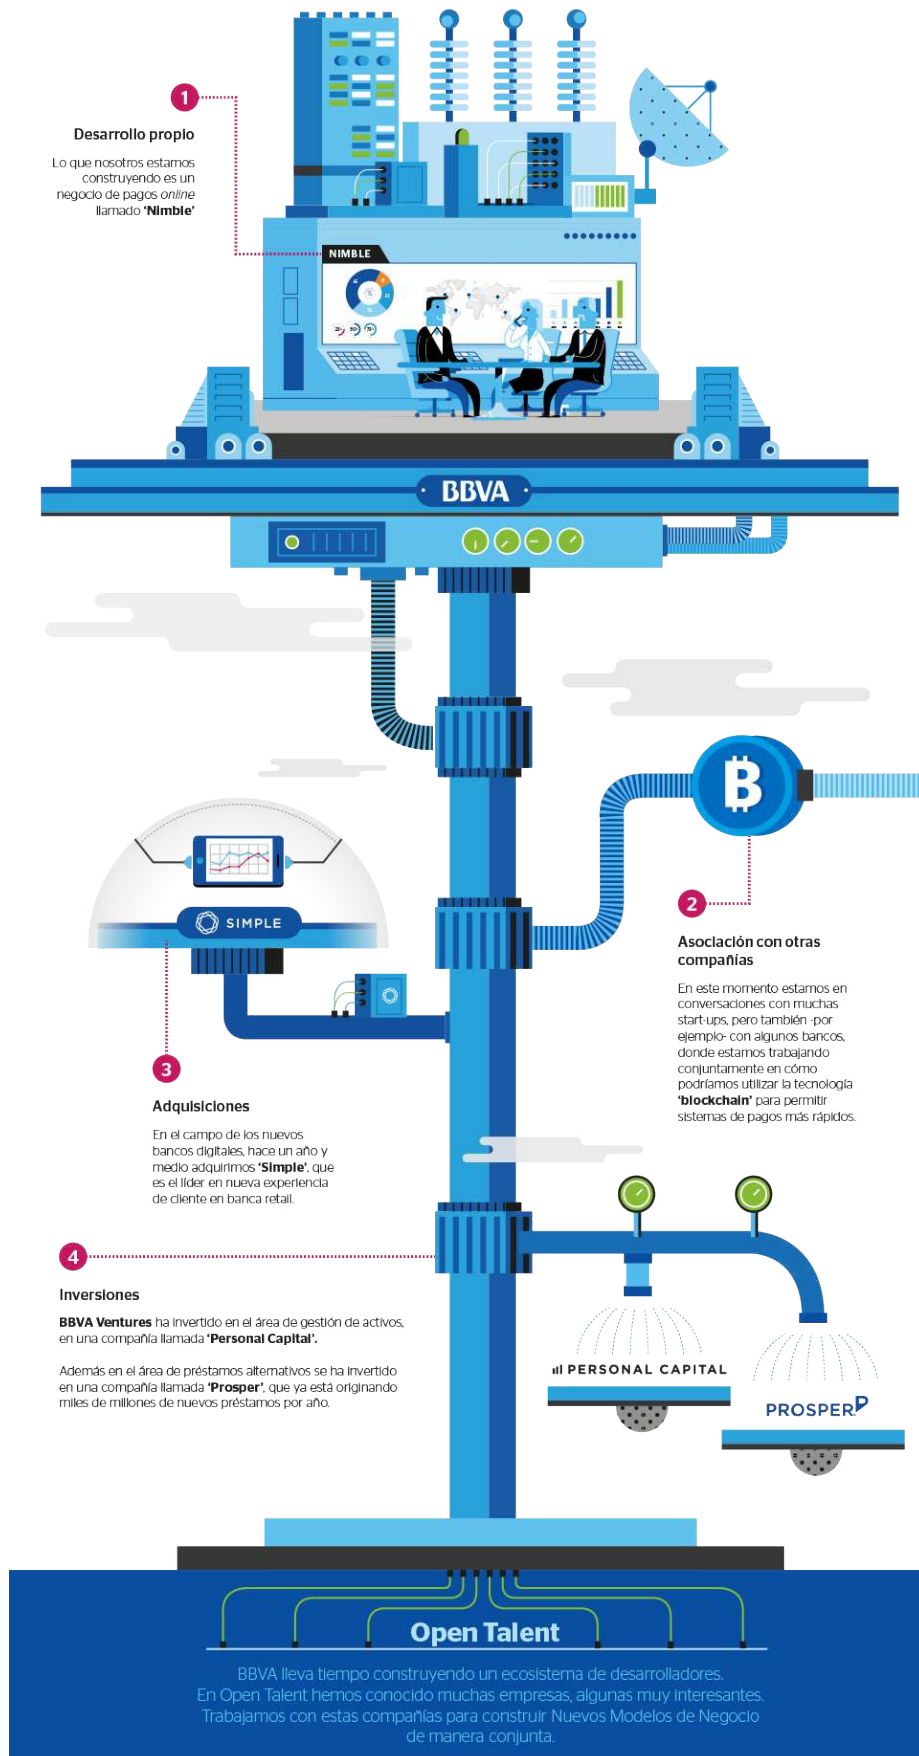 1
Desarrollo propio
Lo que nosotros estamos
construyendo es un
negocio de pagos online
llamado ‘Nimble’
NIMBLE
BBVA
SIMPLE
2
Asociación con otras
compañías
En este momento estamos en
conversaciones con muchas
start-ups, pero también -por
ejemplo- con algunos bancos,
donde estamos trabajando
conjuntamente en cómo
podríamos utilizar la tecnología
‘blockchain’ para permitir
sistemas de pagos más rápidos.
3
Adquisiciones
En el campo de los nuevos
bancos digitales, hace un año y
medio adquirimos ‘Simple’, que
es el líder en nueva experiencia
de cliente en banca retail.
4
Inversiones
BBVA Ventures ha invertido en el área de gestión de activos,
en una compañía llamada ‘Personal Capital’.
Además en el área de préstamos alternativos se ha invertido
en una compañía llamada ‘Prosper’, que ya está originando
miles de millones de nuevos préstamos por año.
PERSONAL CAPITAL
PROSPER
Open Talent
BBVA lleva tiempo construyendo un ecosistema de desarrolladores.
En Open Talent hemos conocido muchas empresas, algunas muy interesantes.
Trabajamos con estas compañías para construir Nuevos Modelos de Negocio
de manera conjunta.